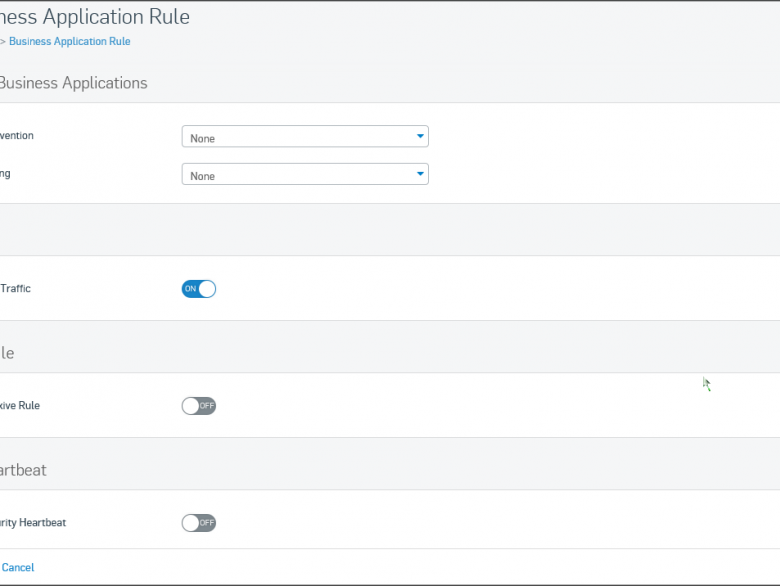 ness Application Rule
> Business Application Rule
Business Applications
vention
None
ng
None
Traffic
ON
le
xive Rule
OFF
artbeat
rity Heartbeat
OFF
Cancel